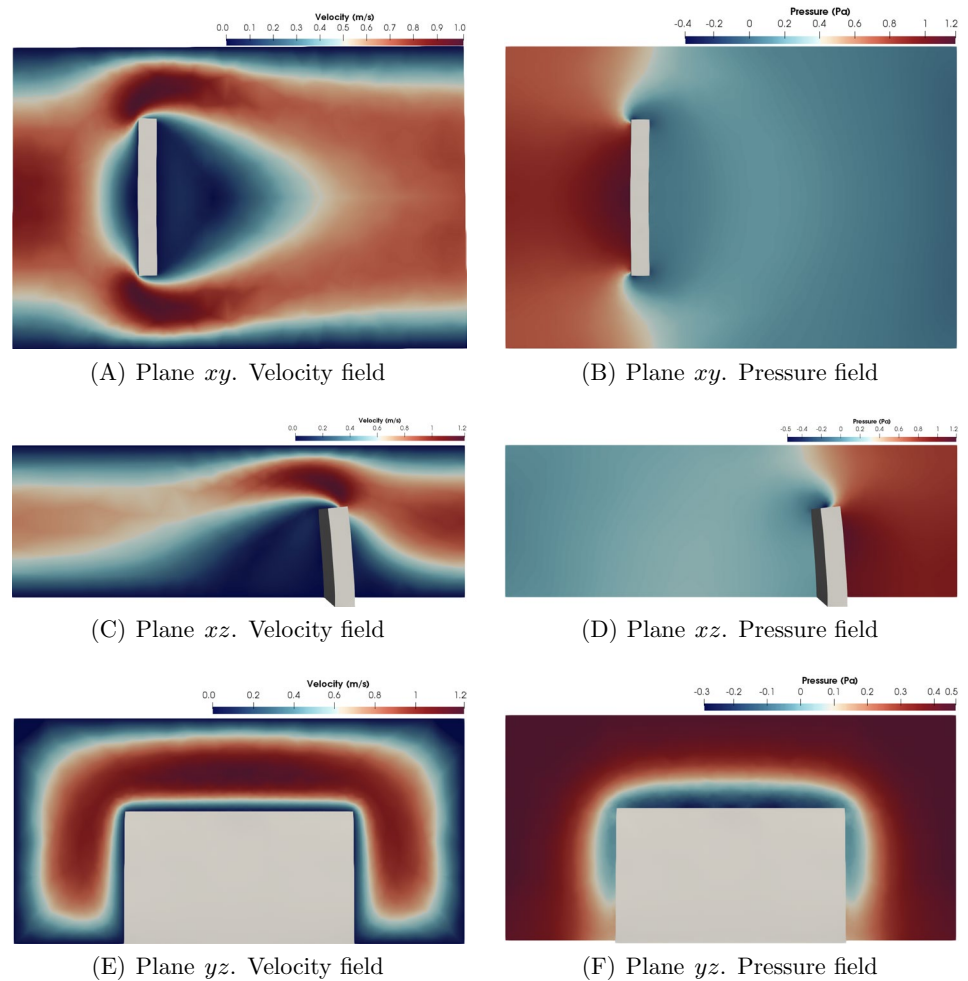 Velocity (m/s)
0.0 0.1 0.2 0.3 0.4 0.5 0.6 0.7 0.8 0.9 1.0
Pressure (Pa)
-0.4 0 0.2 0.4 0.6 0.8 1 1.2
(A) Plane xy. Velocity field
(B) Plane xy. Pressure field
Velocity (m/s)
0.0 0.2 0.4 0.6 0.8 1 1.2
Pressure (Pa)
-0.5 -0.4 -0.2 0 0.2 0.4 0.6 0.8 1 1.2
(C) Plane xz. Velocity field
(D) Plane xz. Pressure field
Velocity (m/s)
0.0 0.2 0.4 0.6 0.8 1 1.2
Pressure (Pa)
-0.3 -0.2 -0.1 0 0.1 0.2 0.3 0.4 0.5
(E) Plane yz. Velocity field
(F) Plane yz. Pressure field